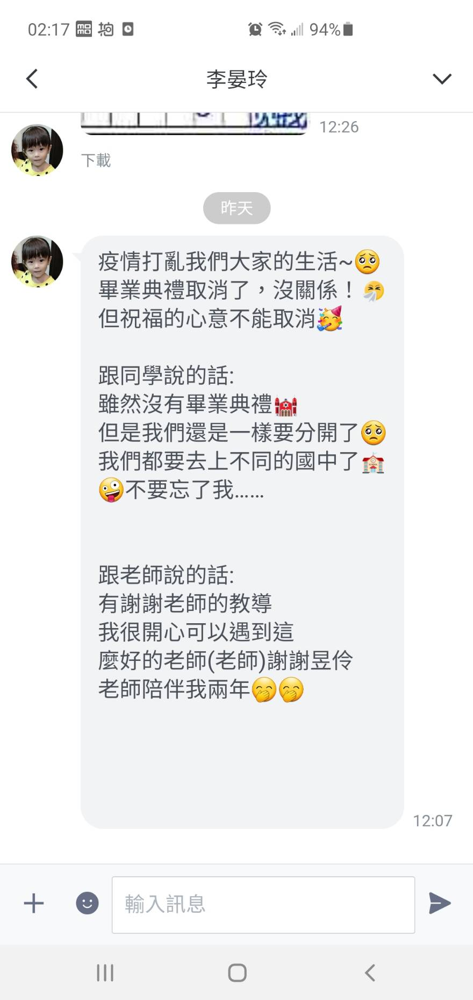 02:17
94%
李晏玲
12:26
下載
昨天
疫情打亂我們大家的生活~🥺
畢業典禮取消了，沒關係！🤧
但祝福的心意不能取消🥳
跟同學說的話:
雖然沒有畢業典禮🕍
但是我們還是一樣要分開了🥺
我們都要去上不同的國中了🏫
🤪不要忘了我......
跟老師說的話:
有謝謝老師的教導
我很開心可以遇到這
麼好的老師(老師)謝謝昱伶
老師陪伴我兩年🤭🤭
12:07
輸入訊息